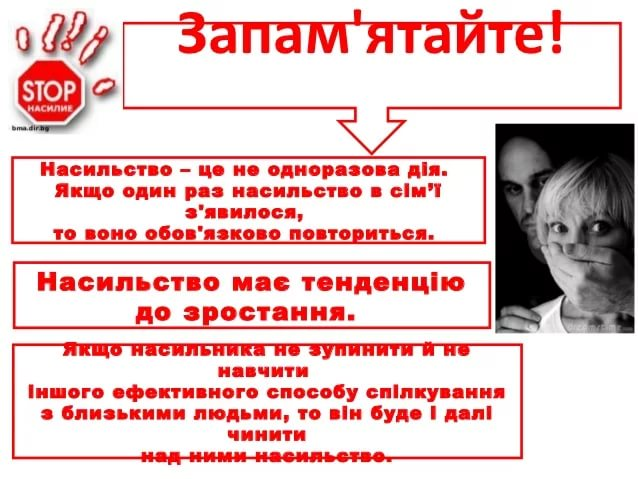 Запам'ятайте!
STOP
НАСИЛИЕ
bma.dir.bg
Насильство – це не одноразова дія.
Якщо один раз насильство в сім’ї
з'явилося,
то воно обов'язково повториться.
Насильство має тенденцію
до зростання.
Якщо насильника не зупинити й не
навчити
іншого ефективного способу спілкування
з близькими людьми, то він буде і далі
чинити
над ними насильство.
dreamstime